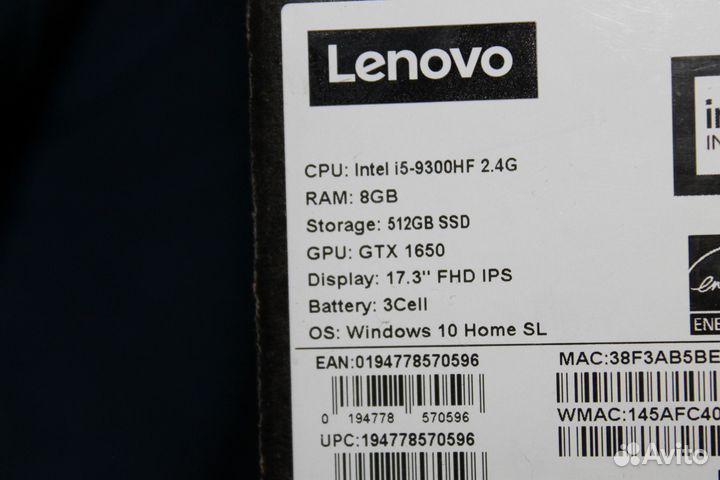 Lenovo
CPU: Intel i5-9300HF 2.4G
RAM: 8GB
Storage: 512GB SSD
GPU: GTX 1650
Display: 17.3'' FHD IPS
Battery: 3Cell
OS: Windows 10 Home SL
EAN:0194778570596
0 194778 570596
UPC:194778570596
MAC:38F3AB5BE
WMAC:145AFC40
Avito